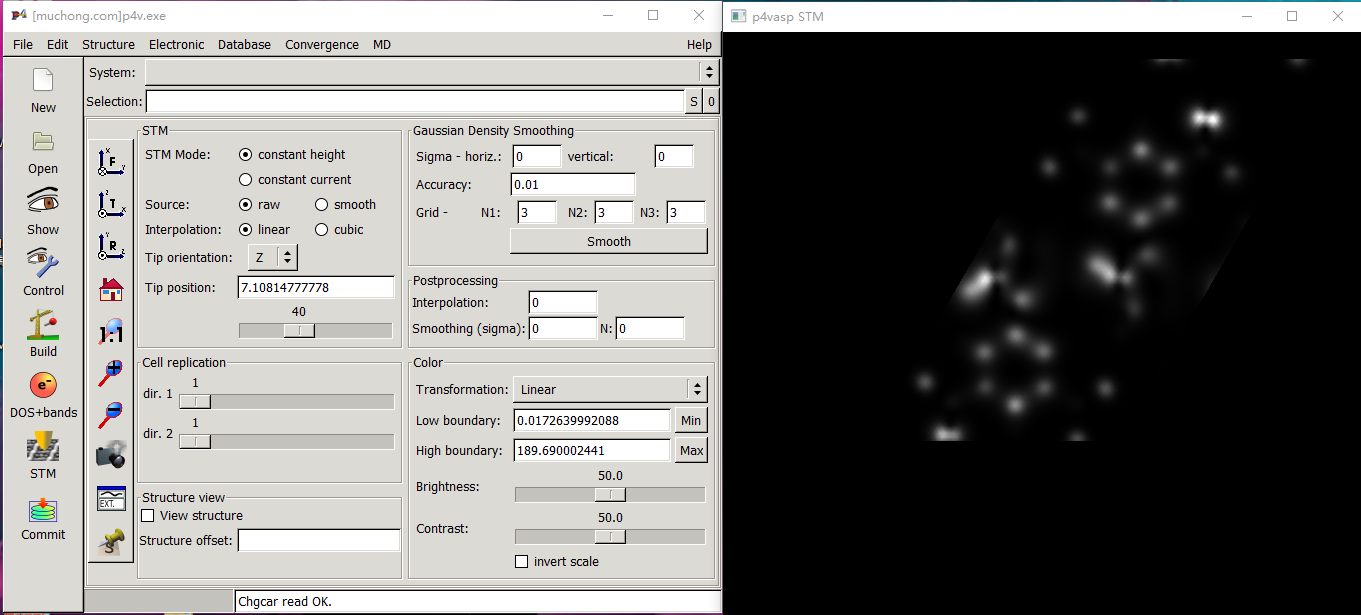 [muchong.com]p4v.exe
p4vasp STM
File Edit Structure Electronic Database Convergence MD Help
New
Open
Show
Control
Build
e-
DOS+bands
STM
Commit
System:
Selection: S 0
X F Y
Z T X
Y R Z
1:1
EXT.
S
STM
STM Mode: constant height
constant current
Source: raw smooth
Interpolation: linear cubic
Tip orientation: Z
Tip position: 7.10814777778
40
Cell replication
1
dir. 1
1
dir. 2
Structure view
View structure
Structure offset:
Gaussian Density Smoothing
Sigma - horiz.: 0 vertical: 0
Accuracy: 0.01
Grid - N1: 3 N2: 3 N3: 3
Smooth
Postprocessing
Interpolation: 0
Smoothing (sigma): 0 N: 0
Color
Transformation: Linear
Low boundary: 0.0172639992088 Min
High boundary: 189.690002441 Max
50.0
Brightness:
50.0
Contrast:
invert scale
Chgcar read OK.